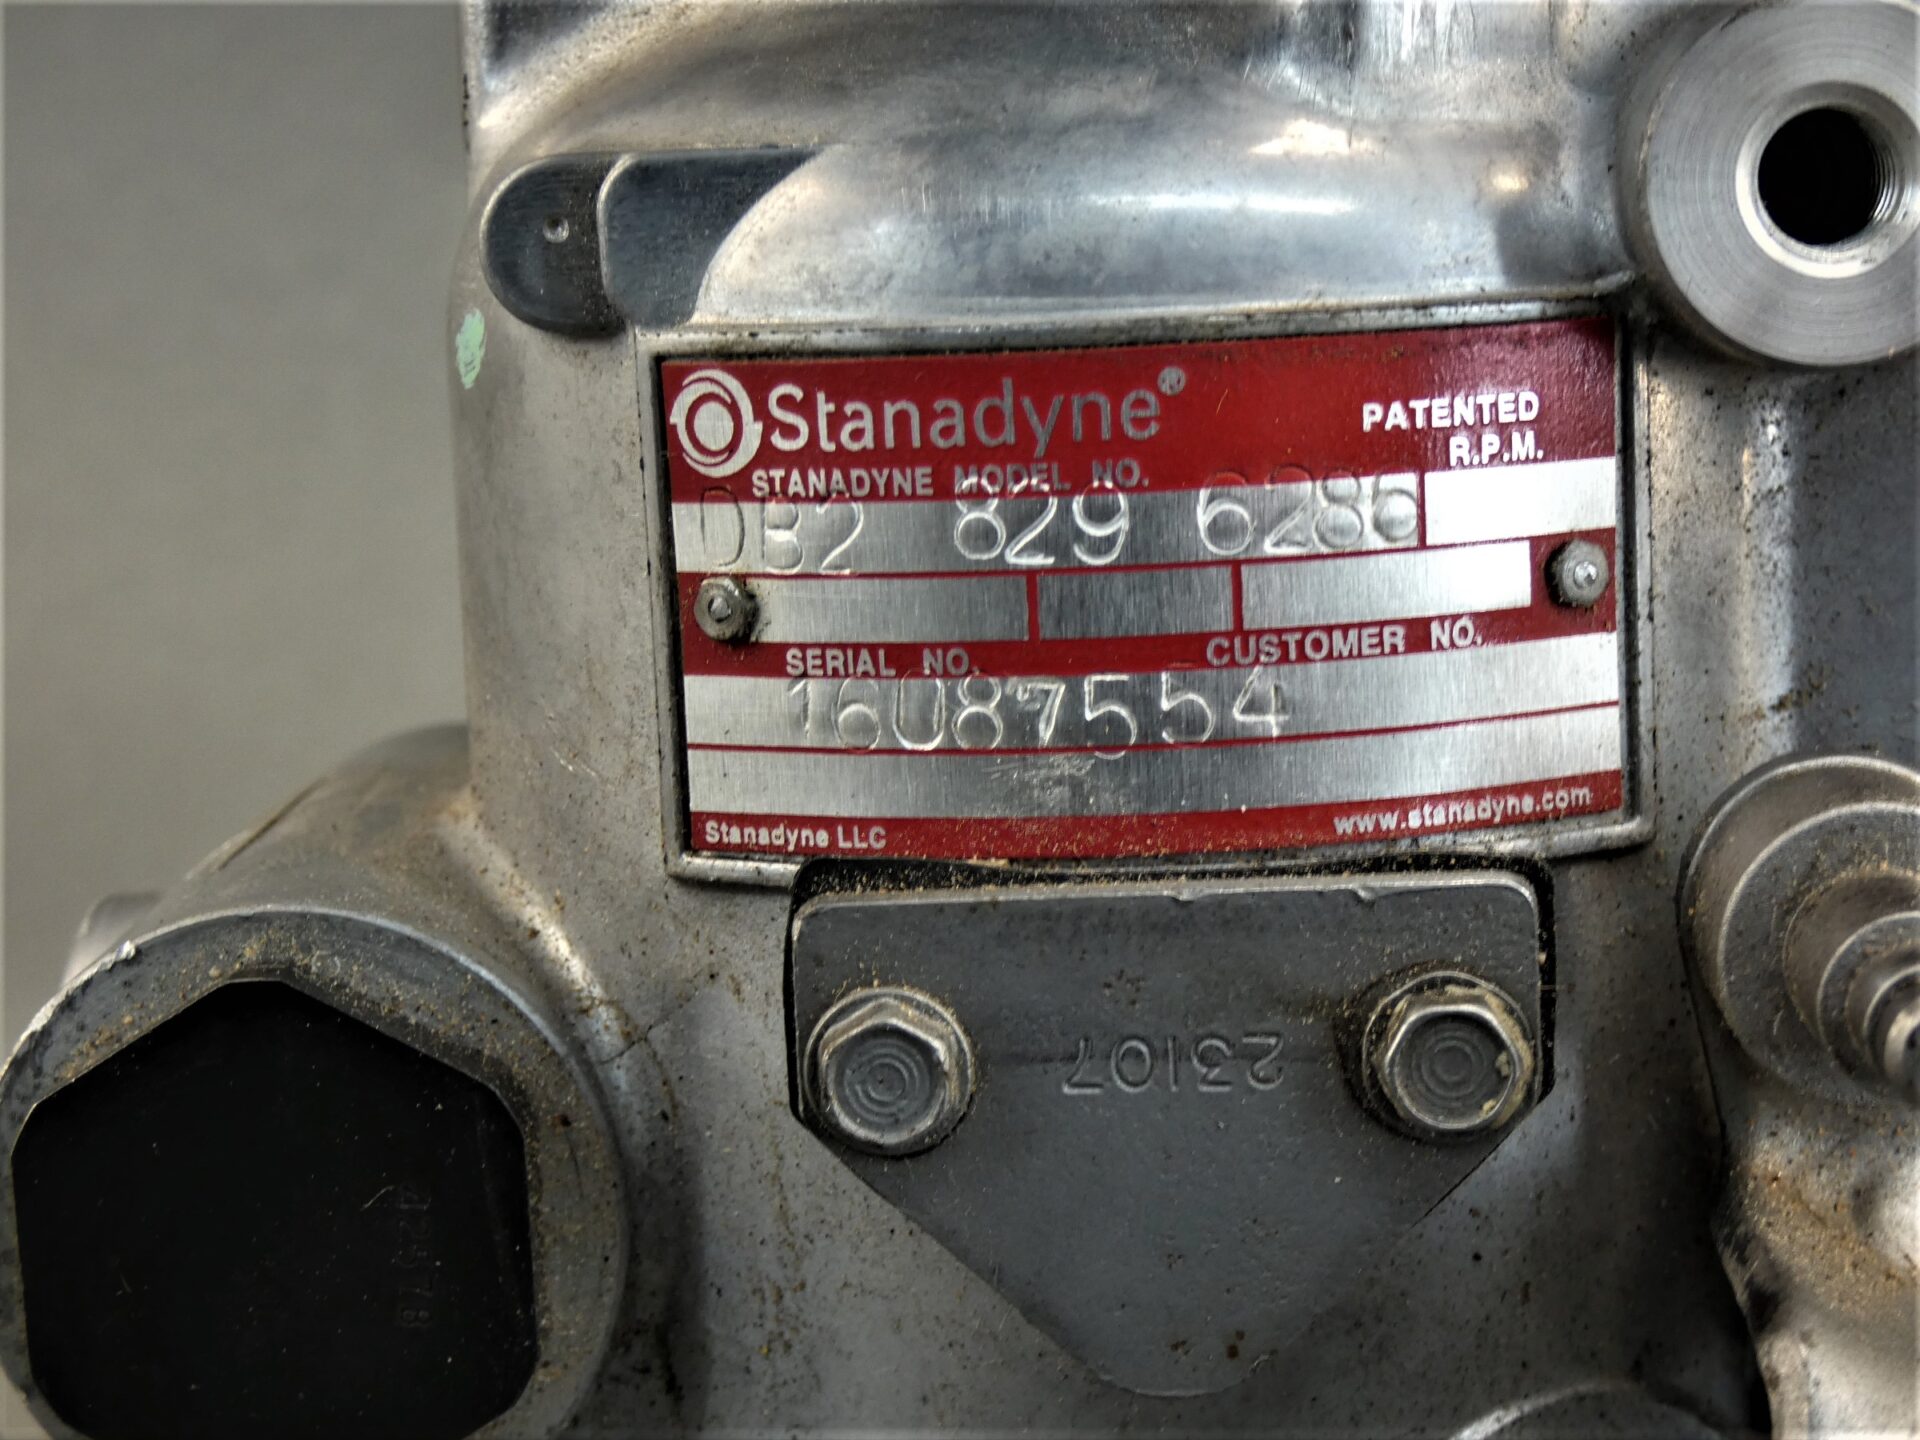 Stanadyne®
PATENTED
R.P.M.
STANADYNE MODEL NO.
DB2 829 6286
SERIAL NO. CUSTOMER NO.
16087554
Stanadyne LLC www.stanadyne.com
23107